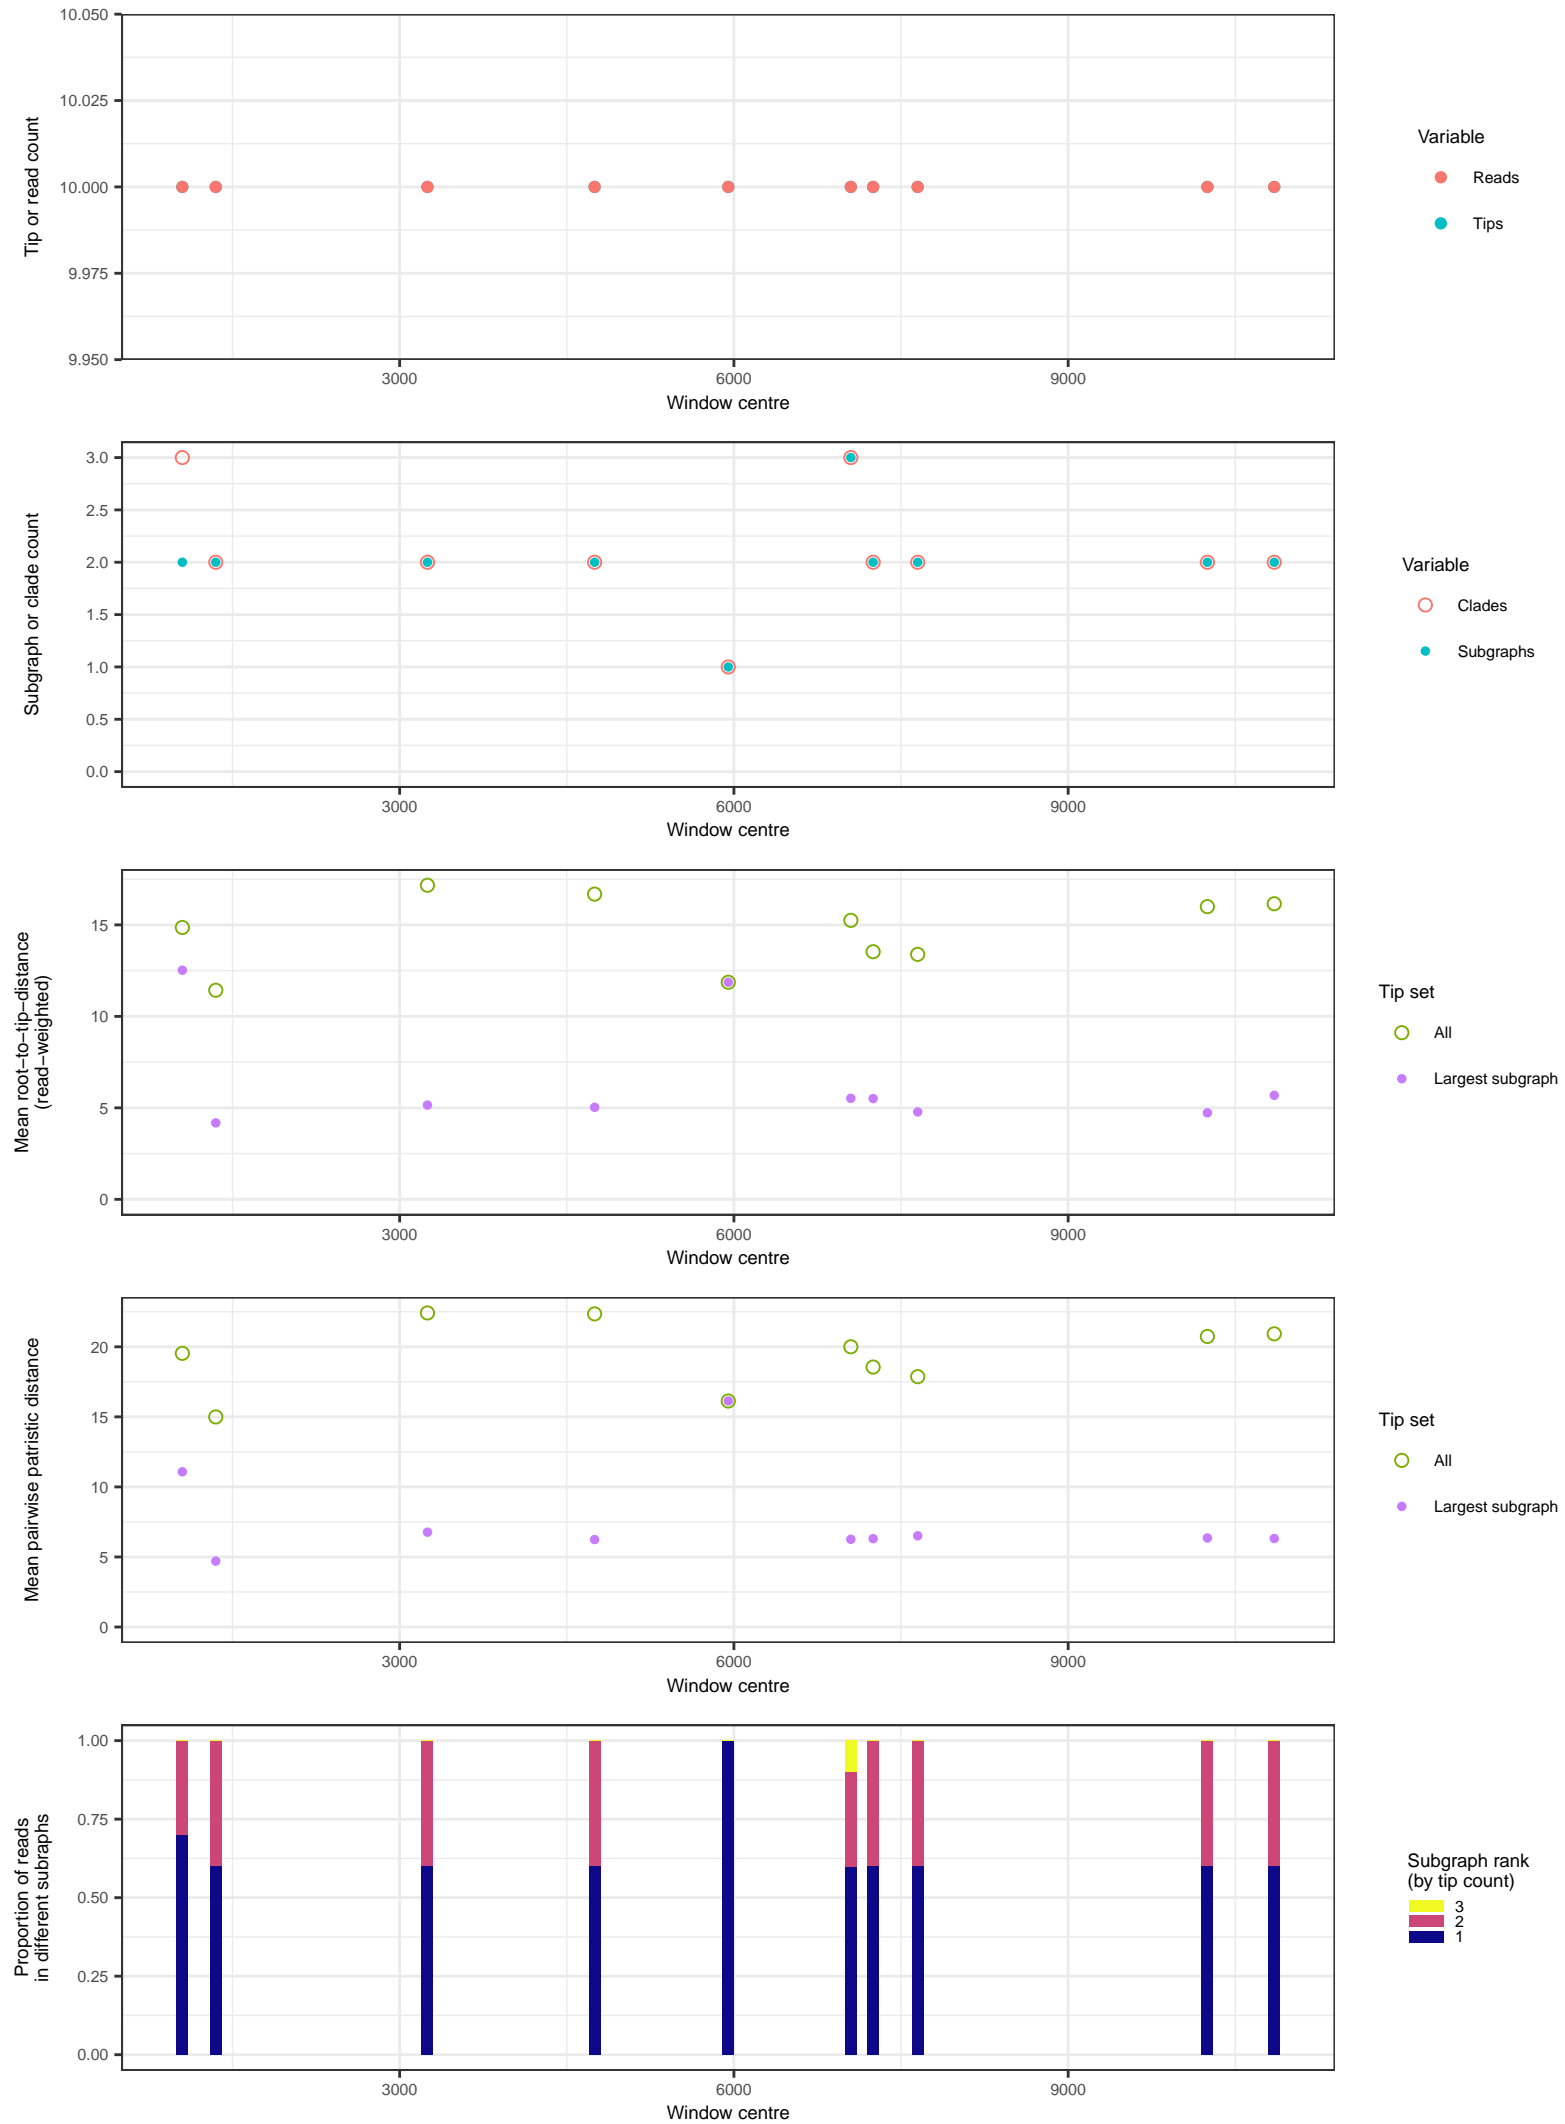 10.050
10.025
10.000
9.975
9.950
Tip or read count
3000
6000
9000
Window centre
Variable
Reads
Tips
3.0
2.5
2.0
1.5
1.0
0.5
0.0
Subgraph or clade count
3000
6000
9000
Window centre
Variable
Clades
Subgraphs
15
10
5
0
Mean root−to−tip−distance
(read−weighted)
3000
6000
9000
Window centre
Tip set
All
Largest subgraph
20
15
10
5
0
Mean pairwise patristic distance
3000
6000
9000
Window centre
Tip set
All
Largest subgraph
1.00
0.75
0.50
0.25
0.00
Proportion of reads
in different subraphs
3000
6000
9000
Window centre
Subgraph rank
(by tip count)
3
2
1